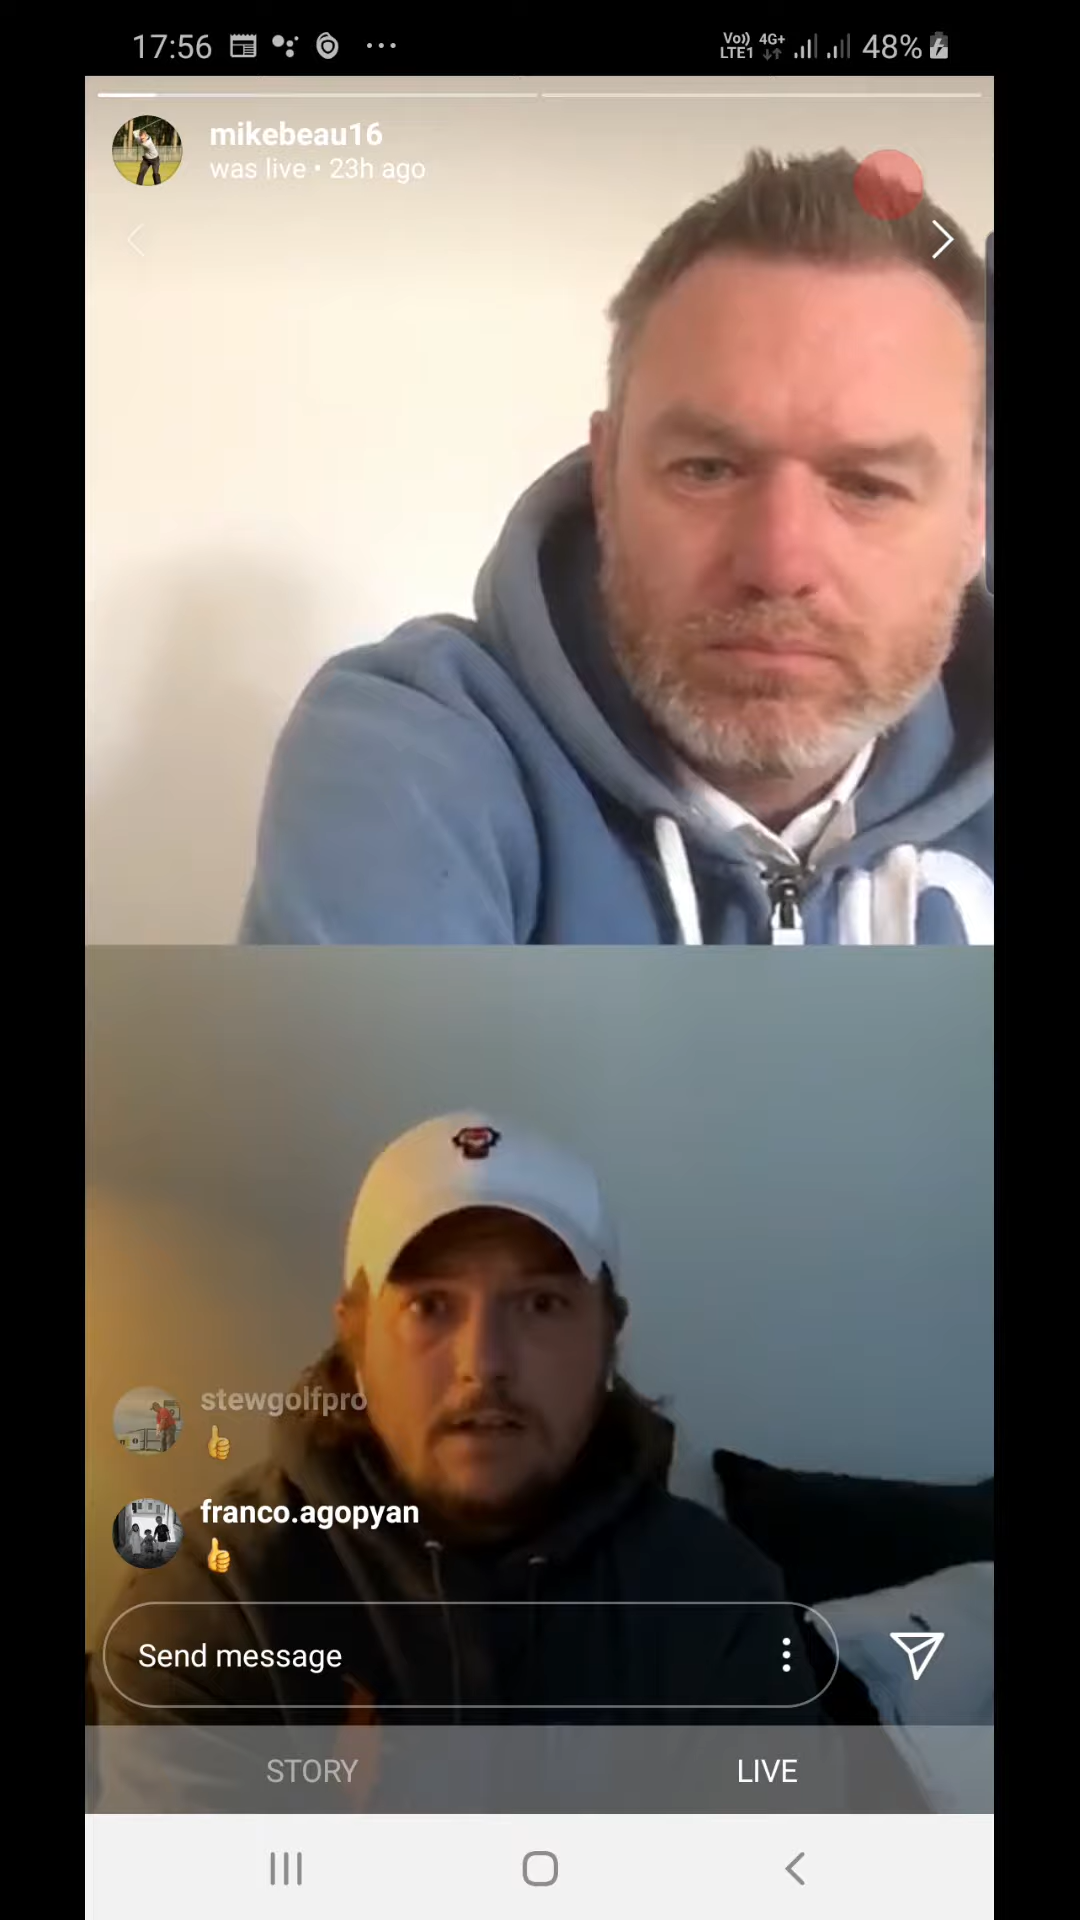 17:56
Vo)) LTE1 4G+ 48%
mikebeau16
was live • 23h ago
stewgolfpro
👍
franco.agopyan
👍
Send message
STORY LIVE